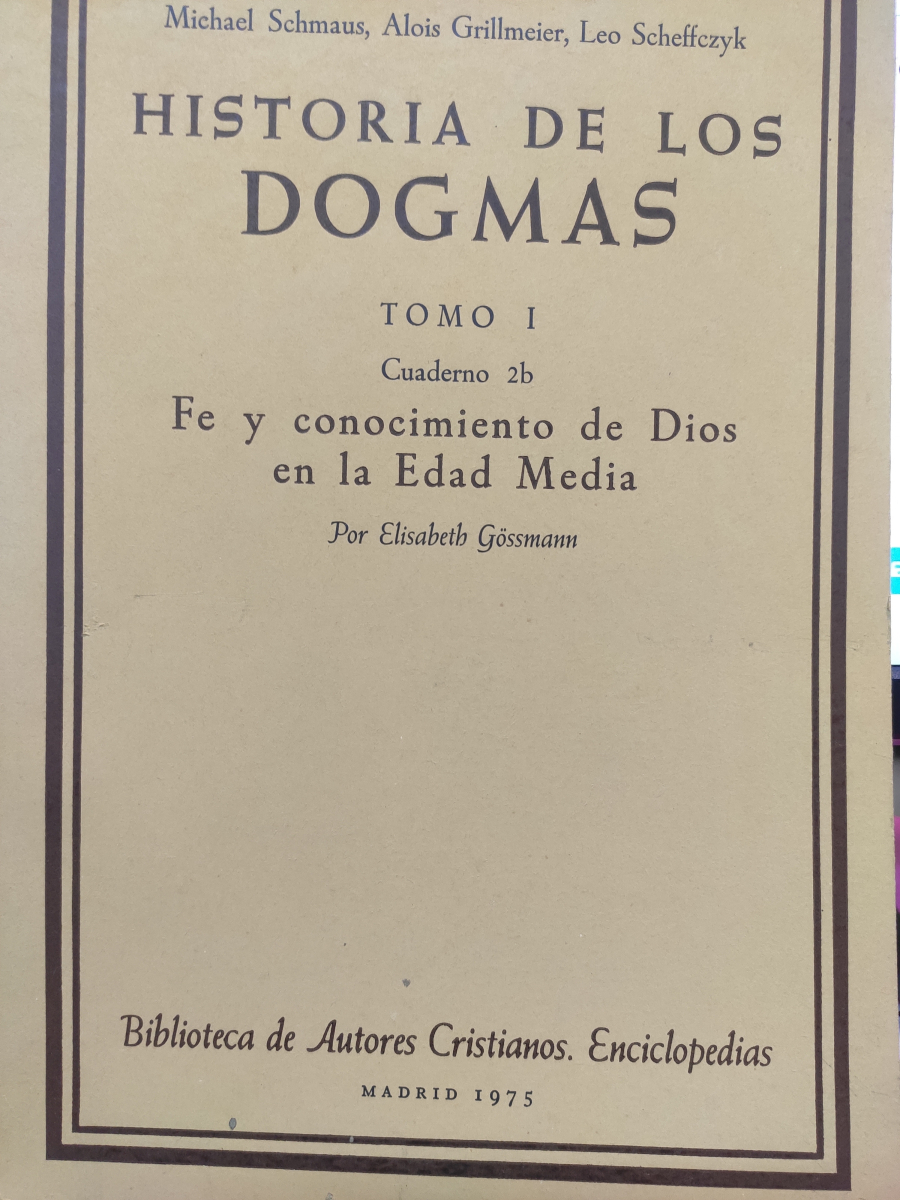 Michael Schmaus, Alois Grillmeier, Leo Scheffczyk
HISTORIA DE LOS
DOGMAS
TOMO I
Cuaderno 2b
Fe y conocimiento de Dios
en la Edad Media
Por Elisabeth Gössmann
Biblioteca de Autores Cristianos. Enciclopedias
MADRID 1975